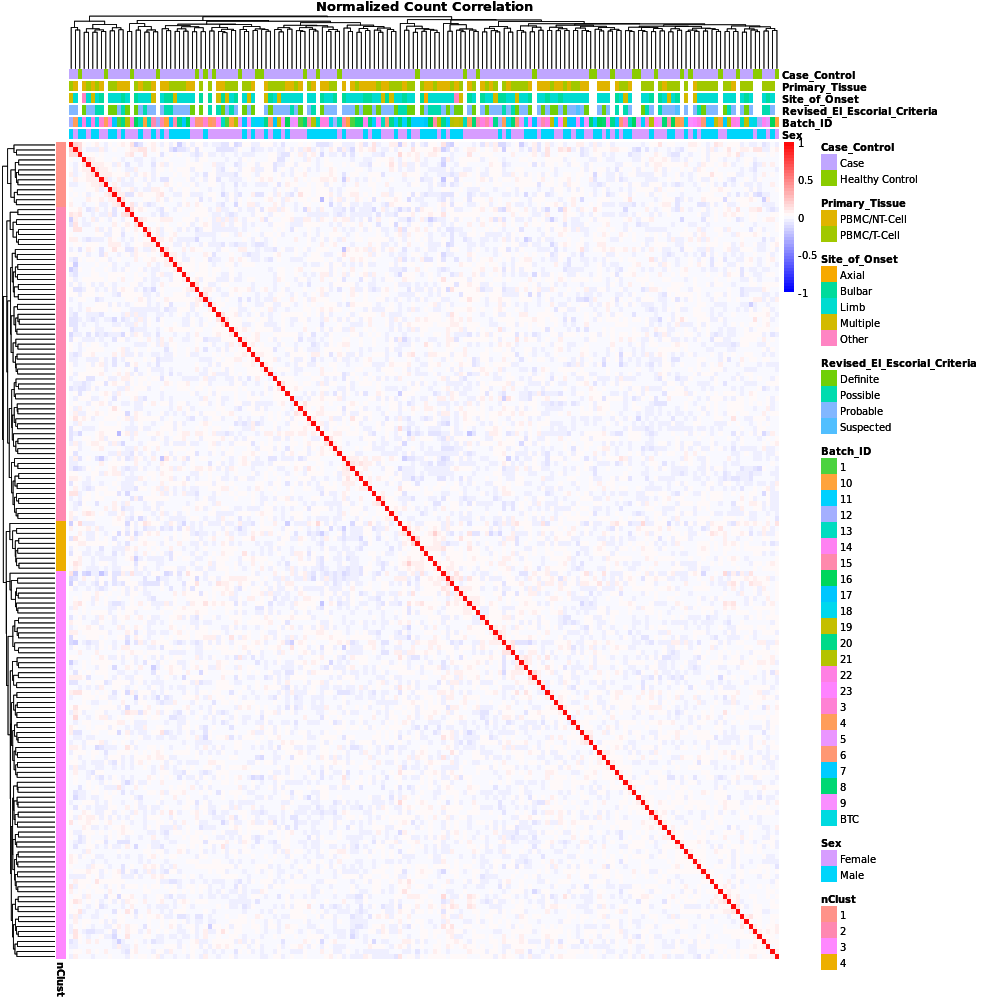 Normalized Count Correlation
Case_Control
Primary_Tissue
Site_of_Onset
Revised_El_Escorial_Criteria
Batch_ID
Sex
1
0.5
0
-0.5
-1
Case_Control
Case
Healthy Control
Primary_Tissue
PBMC/NT-Cell
PBMC/T-Cell
Site_of_Onset
Axial
Bulbar
Limb
Multiple
Other
Revised_El_Escorial_Criteria
Definite
Possible
Probable
Suspected
Batch_ID
1
10
11
12
13
14
15
16
17
18
19
20
21
22
23
3
4
5
6
7
8
9
BTC
Sex
Female
Male
nClust
1
2
3
4
nClust